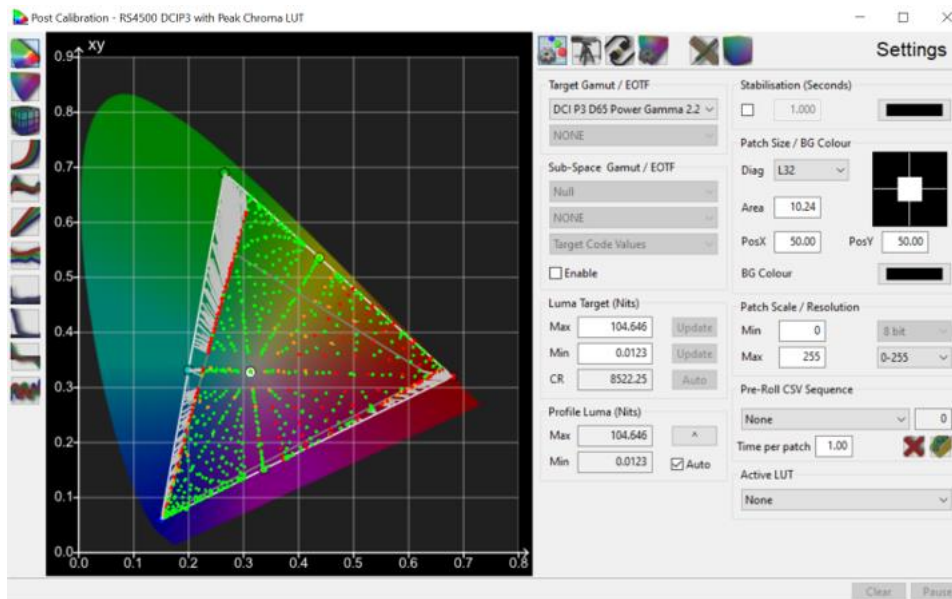 Post Calibration - RS4500 DCIP3 with Peak Chroma LUT
xy
0.9
0.8
0.7
0.6
0.5
0.4
0.3
0.2
0.1
0.0
0.0 0.1 0.2 0.3 0.4 0.5 0.6 0.7 0.8
Settings
Target Gamut / EOTF
DCI P3 D65 Power Gamma 2.2
NONE
Sub-Space Gamut / EOTF
Null
NONE
Target Code Values
Enable
Luma Target (Nits)
Max 104.646 Update
Min 0.0123 Update
CR 8522.25 Auto
Profile Luma (Nits)
Max 104.646 ^
Min 0.0123 Auto
Stabilisation (Seconds)
1.000
Patch Size / BG Colour
Diag L32
Area 10.24
PosX 50.00 PosY 50.00
BG Colour
Patch Scale / Resolution
Min 0 8 bit
Max 255 0-255
Pre-Roll CSV Sequence
None 0
Time per patch 1.00
Active LUT
None
Clear Pause